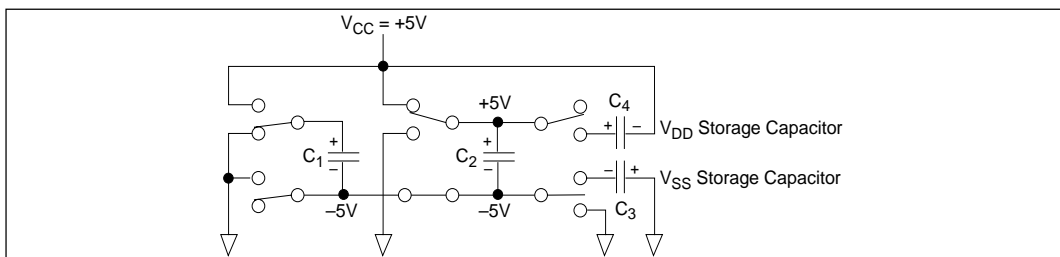 V_CC = +5V
+5V
C_4
+ −
V_DD Storage Capacitor
C_1
+
−
C_2
+
−
− +
V_SS Storage Capacitor
C_3
–5V
–5V